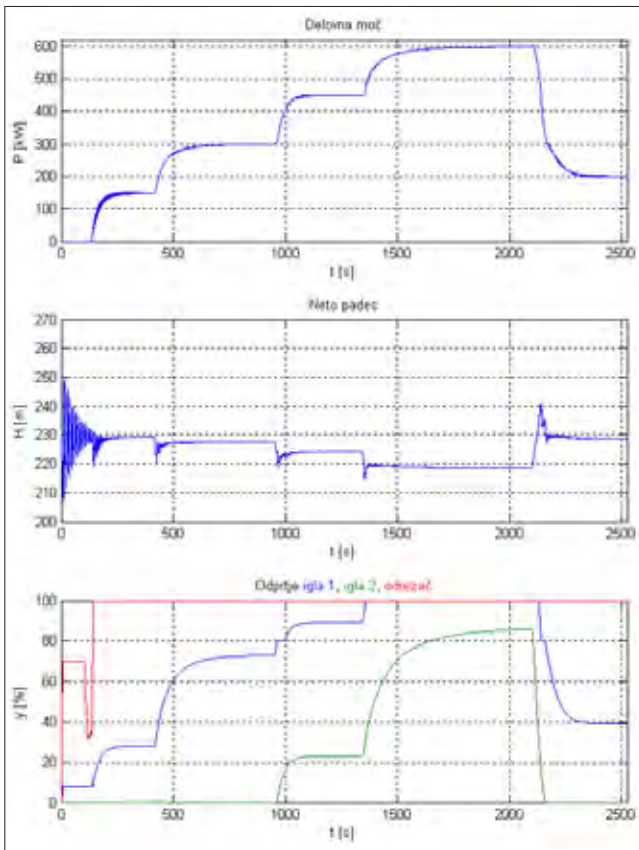 Delovna moč
600
500
400
300
200
100
0
P [kW]
0 500 1000 1500 2000 2500
t [s]
Neto padec
270
260
250
240
230
220
210
200
H [m]
0 500 1000 1500 2000 2500
t [s]
Odprtje igla 1, igla 2, odrezač
100
80
60
40
20
0
y [%]
0 500 1000 1500 2000 2500
t [s]